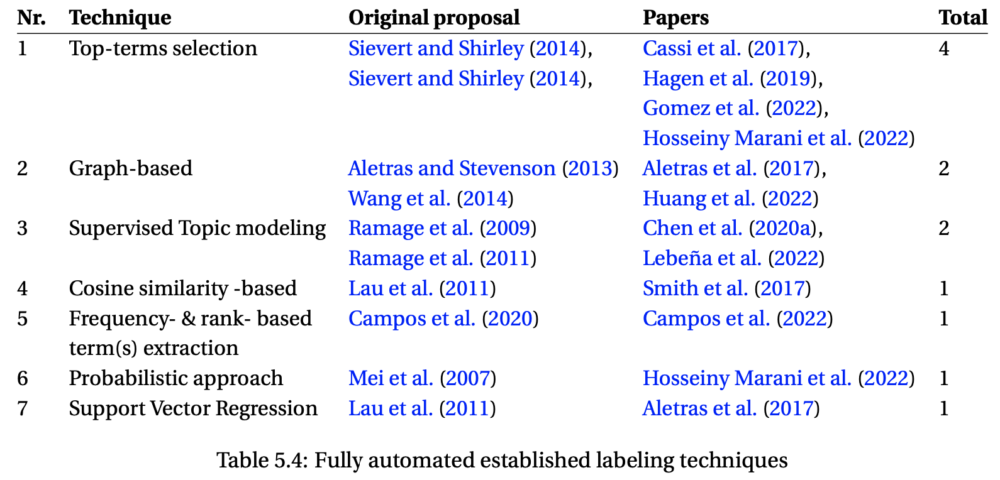 Nr. Technique Original proposal Papers Total
1 Top-terms selection Sievert and Shirley (2014), Cassi et al. (2017), 4
Sievert and Shirley (2014), Hagen et al. (2019),
Gomez et al. (2022),
Hosseiny Marani et al. (2022)
2 Graph-based Aletras and Stevenson (2013) Aletras et al. (2017), 2
Wang et al. (2014) Huang et al. (2022)
3 Supervised Topic modeling Ramage et al. (2009) Chen et al. (2020a), 2
Ramage et al. (2011) Lebeña et al. (2022)
4 Cosine similarity -based Lau et al. (2011) Smith et al. (2017) 1
5 Frequency- & rank- based Campos et al. (2020) Campos et al. (2022) 1
term(s) extraction
6 Probabilistic approach Mei et al. (2007) Hosseiny Marani et al. (2022) 1
7 Support Vector Regression Lau et al. (2011) Aletras et al. (2017) 1
Table 5.4: Fully automated established labeling techniques